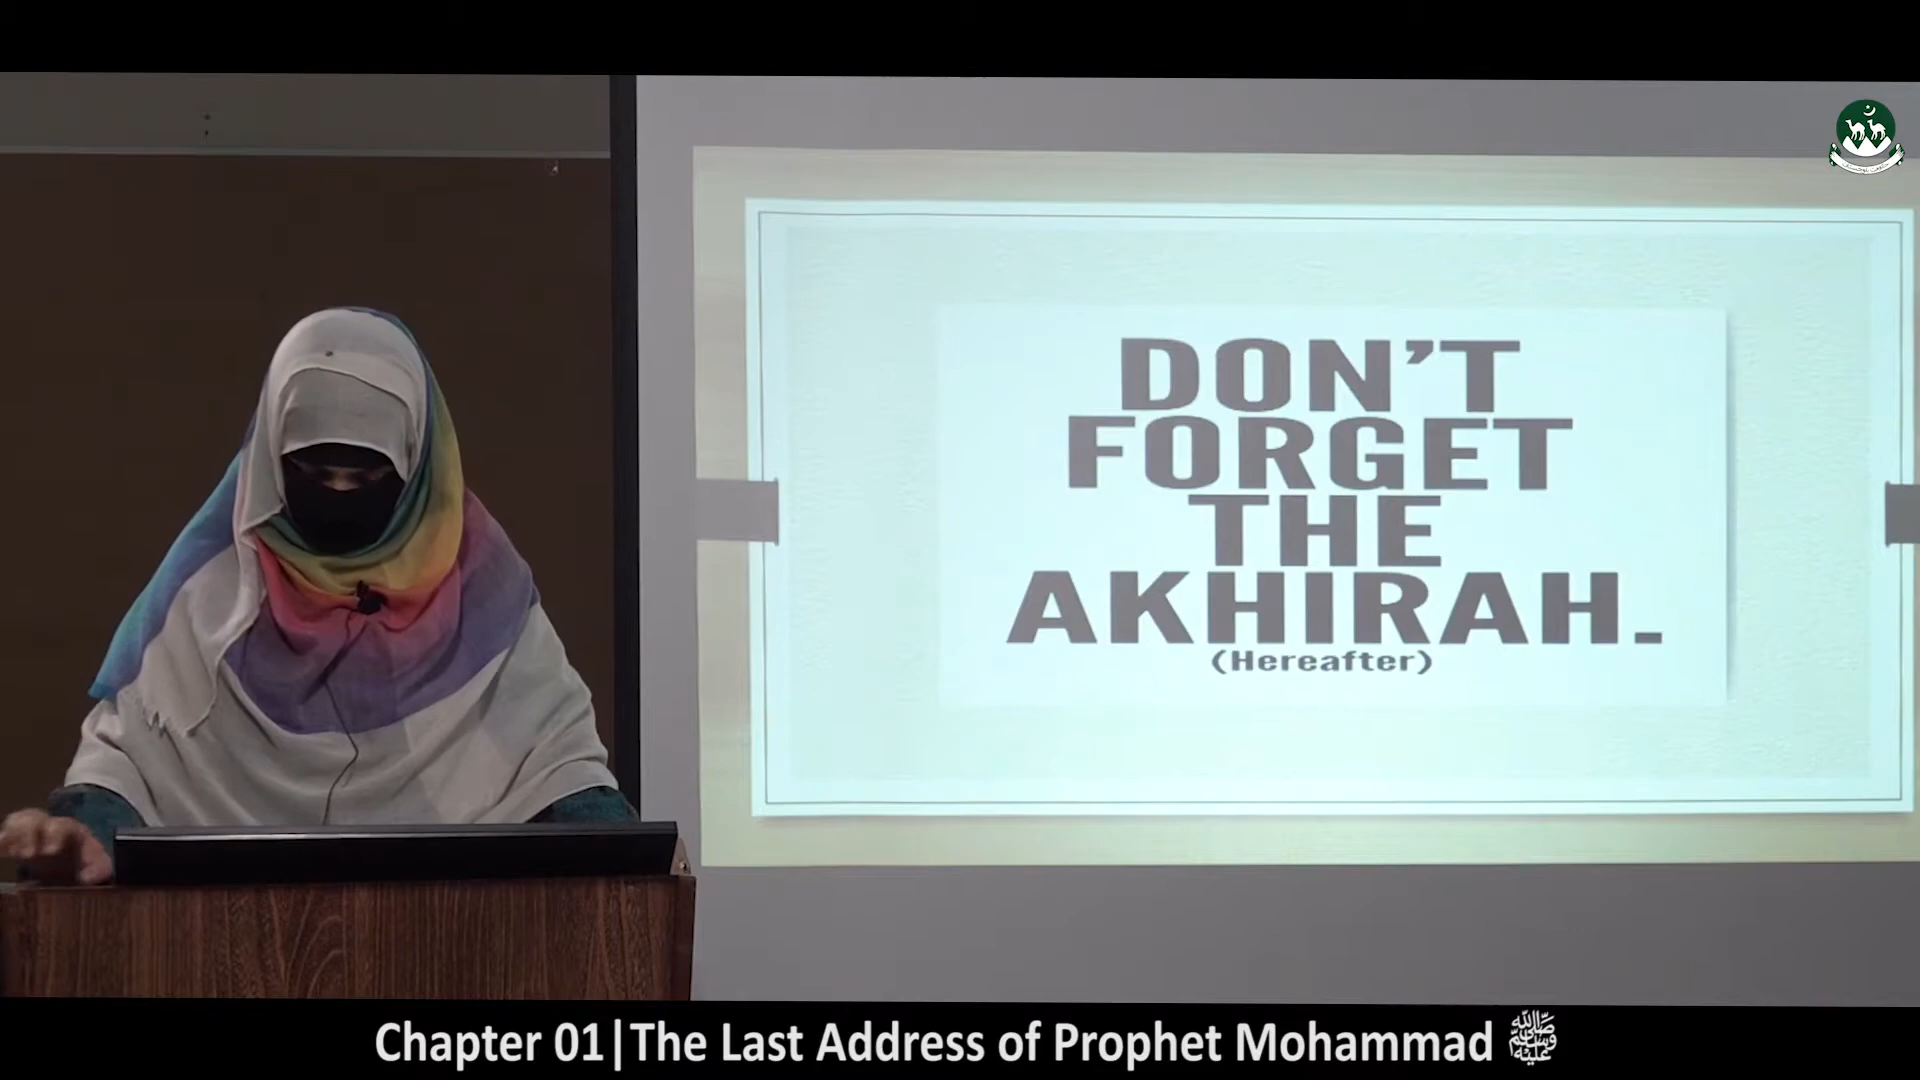 DON'T
FORGET
THE
AKHIRAH.
(Hereafter)
Chapter 01|The Last Address of Prophet Mohammad ﷺ